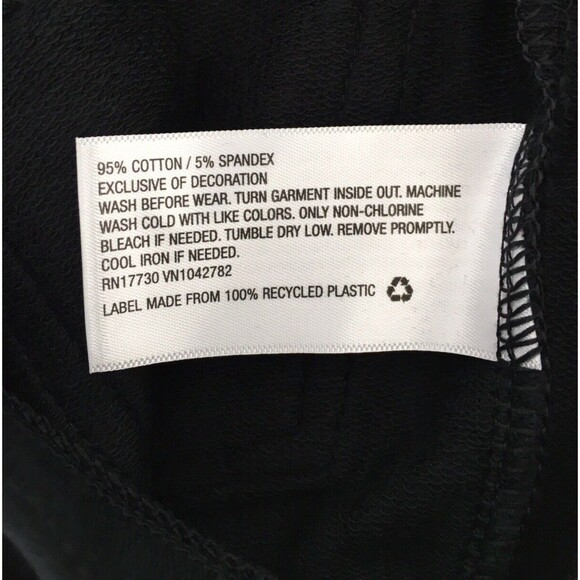 95% COTTON / 5% SPANDEX
EXCLUSIVE OF DECORATION
WASH BEFORE WEAR. TURN GARMENT INSIDE OUT. MACHINE
WASH COLD WITH LIKE COLORS. ONLY NON-CHLORINE
BLEACH IF NEEDED. TUMBLE DRY LOW. REMOVE PROMPTLY.
COOL IRON IF NEEDED.
RN17730 VN1042782
LABEL MADE FROM 100% RECYCLED PLASTIC